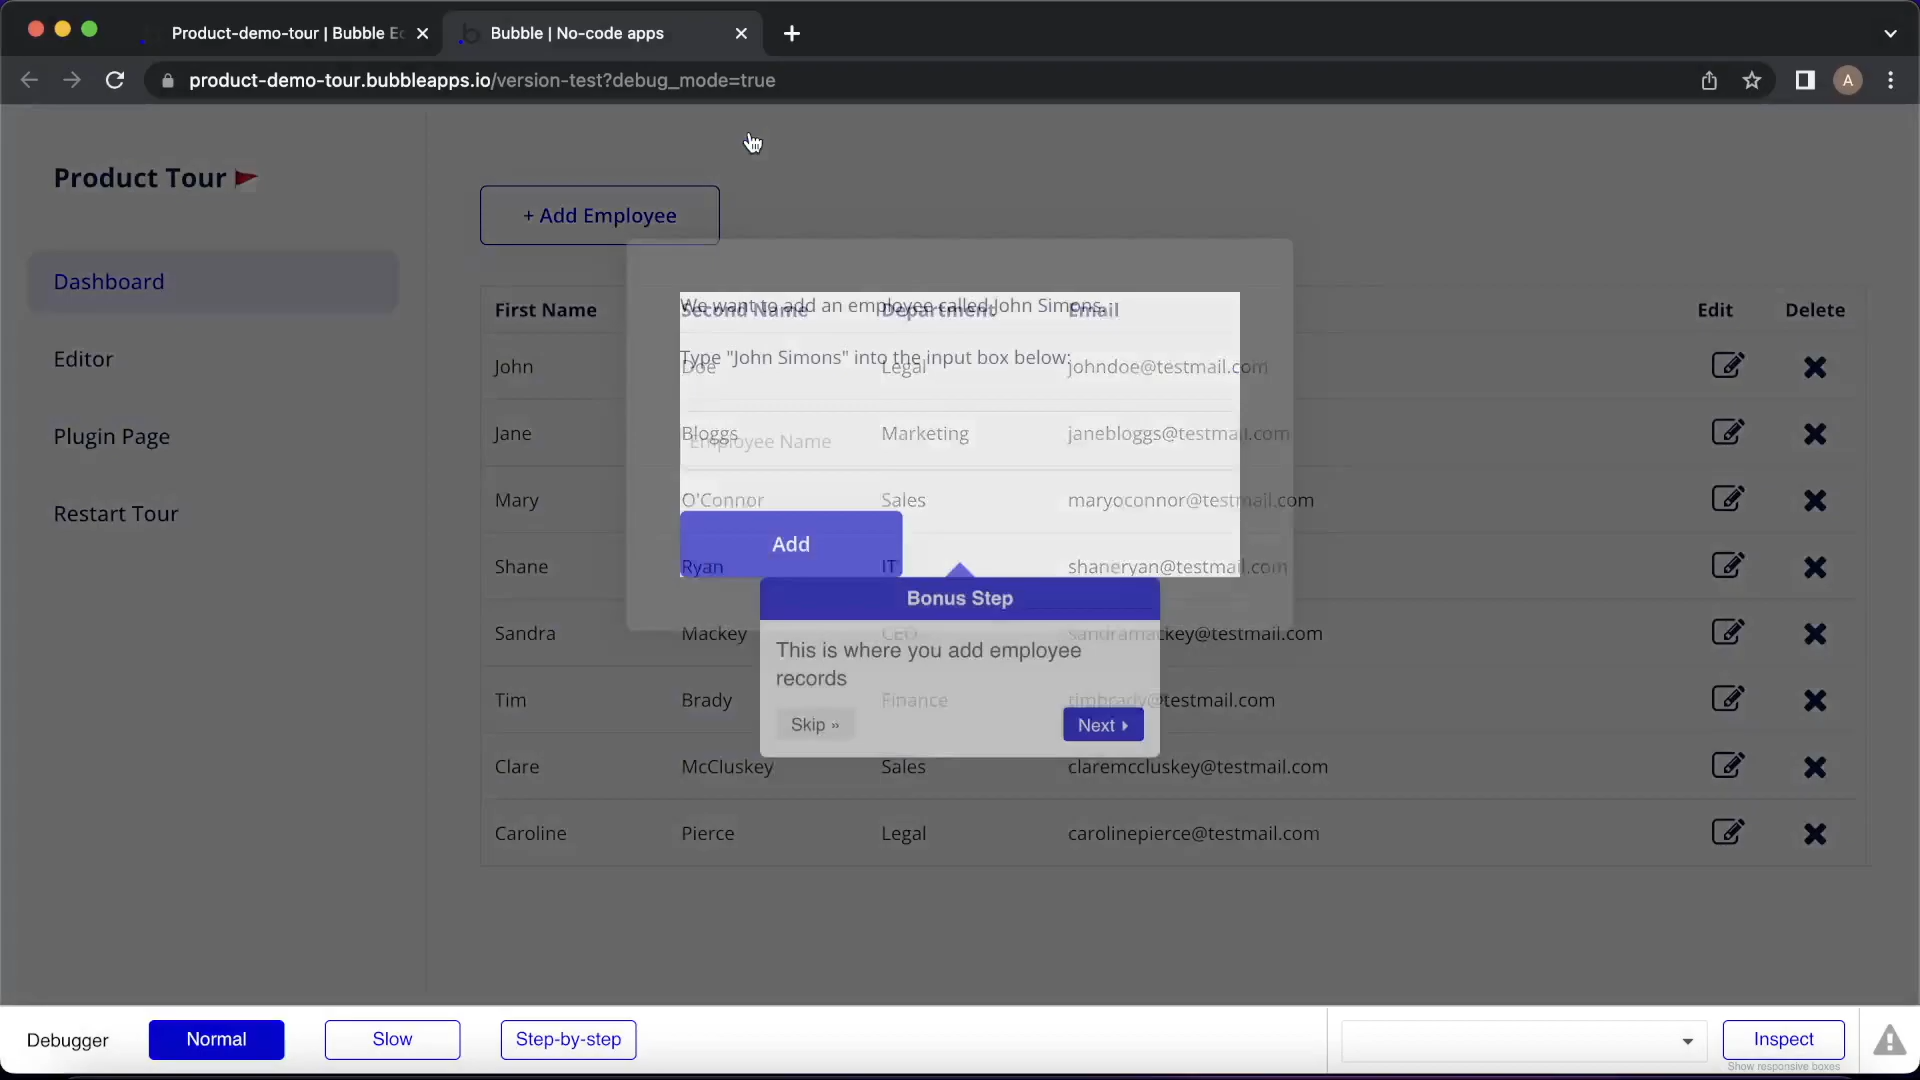 Product-demo-tour | Bubble Ec
Bubble | No-code apps
product-demo-tour.bubbleapps.io/version-test?debug_mode=true
A
Product Tour
Dashboard
Editor
Plugin Page
Restart Tour
+ Add Employee
First Name Second Name Department Email Edit Delete
We want to add an employee called John Simons.
Type "John Simons" into the input box below:
John Doe Legal johndoe@testmail.com
Jane Bloggs Marketing janebloggs@testmail.com
Employee Name
Mary O'Connor Sales maryoconnor@testmail.com
Add
Shane Ryan IT shaneryan@testmail.com
Bonus Step
Sandra Mackey CEO sandramackey@testmail.com
This is where you add employee
records
Tim Brady Finance timbrady@testmail.com
Skip »
Next
Clare McCluskey Sales claremccluskey@testmail.com
Caroline Pierce Legal carolinepierce@testmail.com
Debugger Normal Slow Step-by-step Inspect
Show responsive boxes